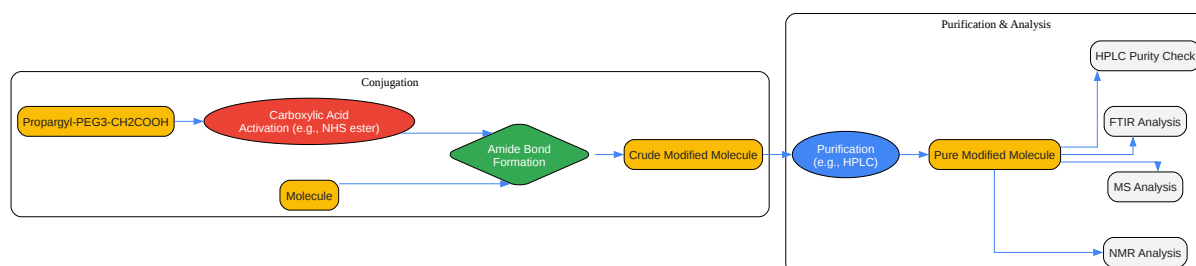 Purification & Analysis
HPLC Purity Check
Conjugation
Propargyl-PEG3-CH2COOH
Carboxylic Acid
Activation (e.g., NHS ester)
FTIR Analysis
Amide Bond
Formation
Crude Modified Molecule
Purification
(e.g., HPLC)
Pure Modified Molecule
Molecule
MS Analysis
NMR Analysis